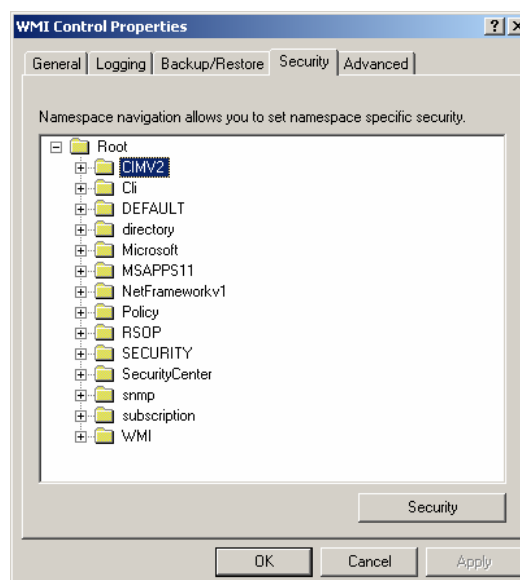 WMI Control Properties
General Logging Backup/Restore Security Advanced
Namespace navigation allows you to set namespace specific security.
Root
CIMV2
Cli
DEFAULT
directory
Microsoft
MSAPPS11
NetFrameworkv1
Policy
RSOP
SECURITY
SecurityCenter
snmp
subscription
WMI
Security
OK Cancel Apply